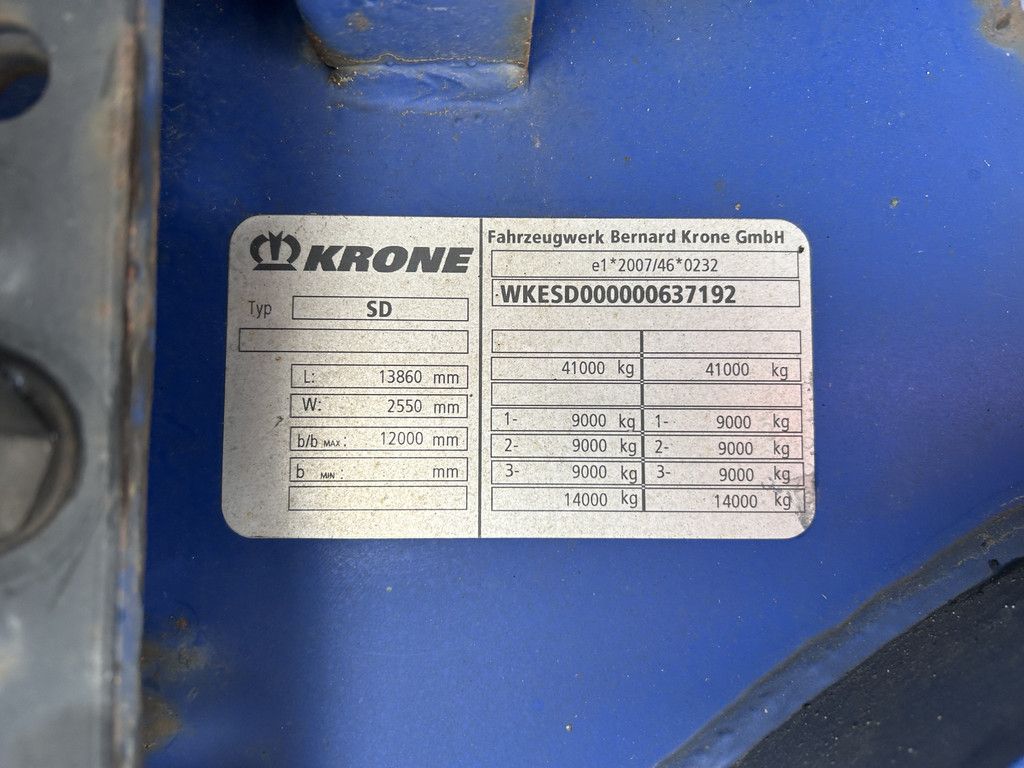 KRONE
Typ SD
L: 13860 mm
W: 2550 mm
b/b MAX: 12000 mm
b MIN: mm
Fahrzeugwerk Bernard Krone GmbH
e1*2007/46*0232
WKESD000000637192
41000 kg 41000 kg
1- 9000 kg 1- 9000 kg
2- 9000 kg 2- 9000 kg
3- 9000 kg 3- 9000 kg
14000 kg 14000 kg